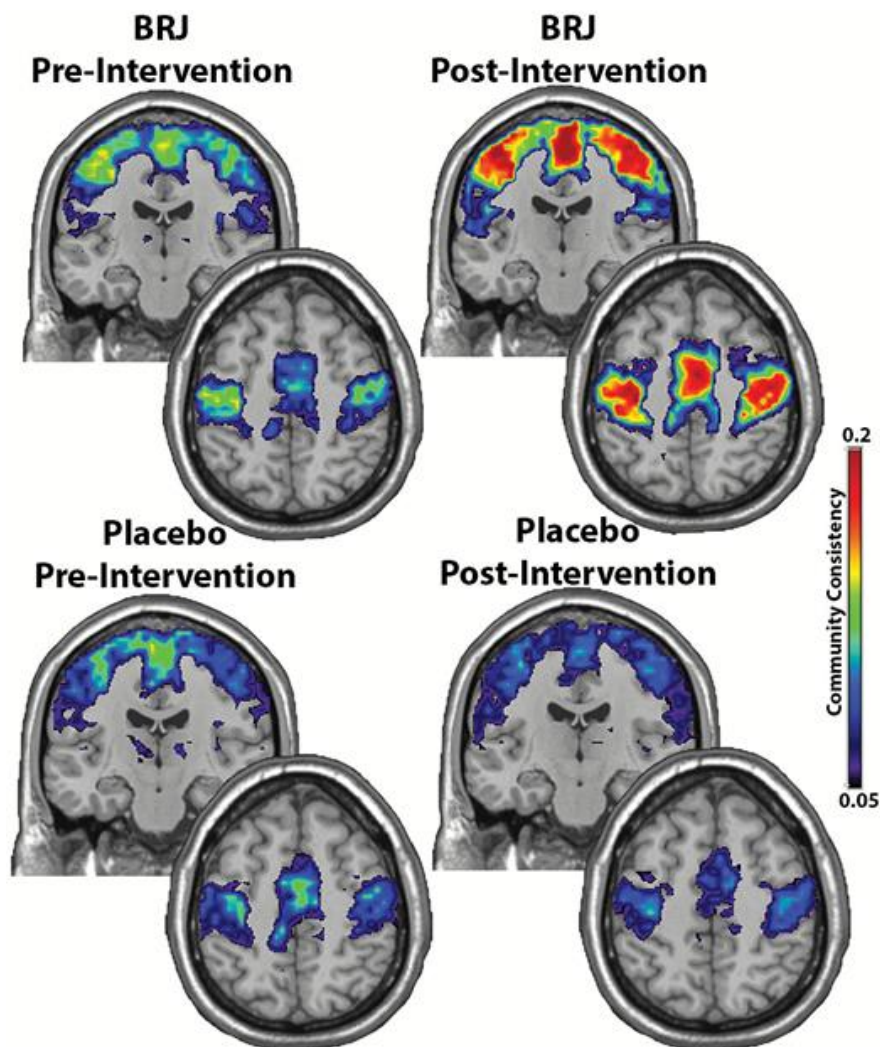 BRJ
Pre-Intervention
BRJ
Post-Intervention
0.2
Community Consistency
0.05
Placebo
Pre-Intervention
Placebo
Post-Intervention